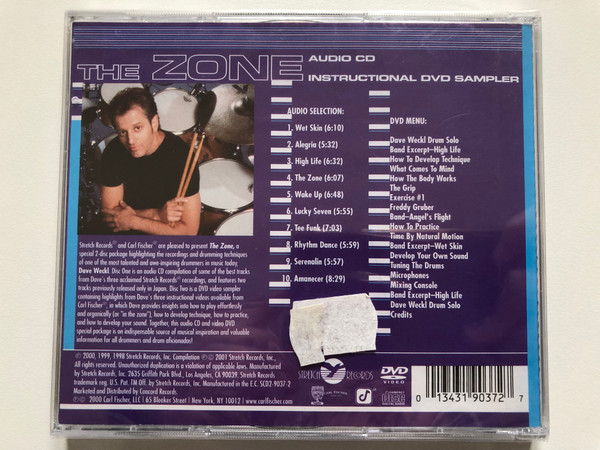 THE ZONE
AUDIO CD
INSTRUCTIONAL DVD SAMPLER
AUDIO SELECTION:
1. Wet Skin (6:10)
2. Alegria (5:32)
3. High Life (6:32)
4. The Zone (6:07)
5. Wake Up (6:48)
6. Lucky Seven (5:55)
7. Tee Funk (7:03)
8. Rhythm Dance (5:59)
9. Serenalin (5:57)
10. Amanecer (8:29)
DVD MENU:
Dave Weckl Drum Solo
Band Excerpt–High Life
How To Develop Technique
What Comes To Mind
How The Body Works
The Grip
Exercise #1
Freddy Gruber
Band–Angel's Flight
How To Practice
Time By Natural Motion
Band Excerpt–Wet Skin
Develop Your Own Sound
Tuning The Drums
Microphones
Mixing Console
Band Excerpt–High Life
Dave Weckl Drum Solo
Credits
Stretch Records® and Carl Fischer® are pleased to present The Zone, a
special 2 disc package highlighting the recordings and drumming techniques
of one of the most talented and awe-inspiring drummers in music today,
Dave Weckl. Disc One is an audio CD compilation of some of the best tracks
from Dave's three acclaimed Stretch Records® recordings, and features two
tracks previously unreleased in Japan. Disc Two is a DVD video sampler
containing highlights from Dave's three instructional videos available from
Carl Fischer®, in which Dave provides insights into how to play effortlessly
and organically (or "in the zone"), how to develop technique, how to practice,
and how to develop your sound. Together, this audio CD and video DVD
special package is an indispensable source of musical inspiration and valuable
information for all drummers and drum aficionados!
℗ 2000, 1999, 1998 Stretch Records, Inc. Compilation ℗© 2001 Stretch Records, Inc.,
All rights reserved. Unauthorized duplication is a violation of applicable laws. Manufactured
by Stretch Records, Inc. 2635 Griffith Park Blvd., Los Angeles, CA 90039. Stretch Records
trademark reg. U.S. Pat. TM Off. by Stretch Records, Inc. Manufactured in the E.C. SCD2-9037-2
Marketed and Distributed by Concord Records.
℗© 2000 Carl Fischer, LLC | 65 Bleeker Street | New York, NY 10012 | www.carlfischer.com
STRETCH RECORDS
DVD
VIDEO
0 13431 90372 7